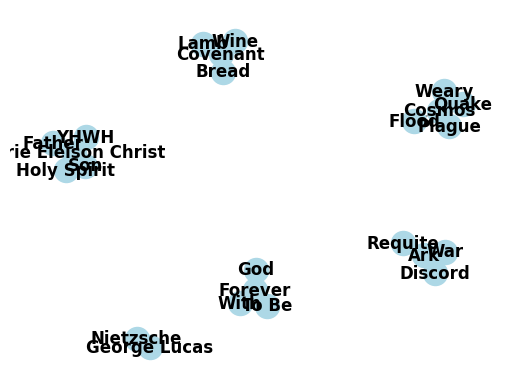 Lamb
Wine
Covenant
Bread
Weary
Quake
Cosmos
Flood
Plague
YHWH
Father
rie Eleison Christ
Son
Holy Spirit
Requite
War
Ark
Discord
God
Forever
With
To Be
Nietzsche
George Lucas